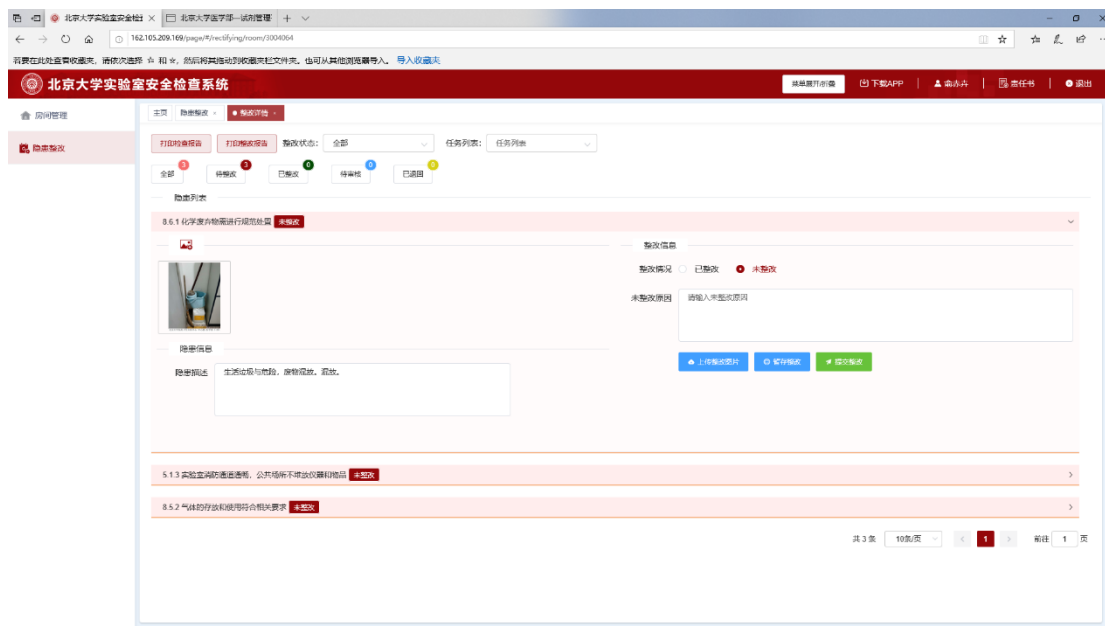 北京大学实验室安全检 ×
北京大学医学部--试剂管理
162.105.209.169/page/#/rectifying/room/3004064
若要在此处查看收藏夹，请依次选择 ☆ 和 ☆，然后将其拖动到收藏夹栏文件夹。也可从其他浏览器导入。 导入收藏夹
北京大学实验室安全检查系统
菜单展开/折叠 下载APP | | 责任书 | 退出
房间管理
隐患整改
主页 隐患整改 × ● 整改详情 ×
打印检查报告 打印整改报告 整改状态： 全部 任务列表： 任务列表
全部 3 待整改 3 已整改 0 待审核 0 已退回 0
隐患列表
8.6.1 化学废弃物需进行规范处置 未整改
整改信息
整改情况 已整改 未整改
未整改原因 请输入未整改原因
隐患信息
上传整改照片 暂存整改 提交整改
隐患描述 生活垃圾与危险、废物混放。混放。
5.1.3 实验室消防通道通畅，公共场所不堆放仪器和物品 未整改
8.5.2 气体的存放和使用符合相关要求 未整改
共 3 条 10条/页 < 1 > 前往 1 页